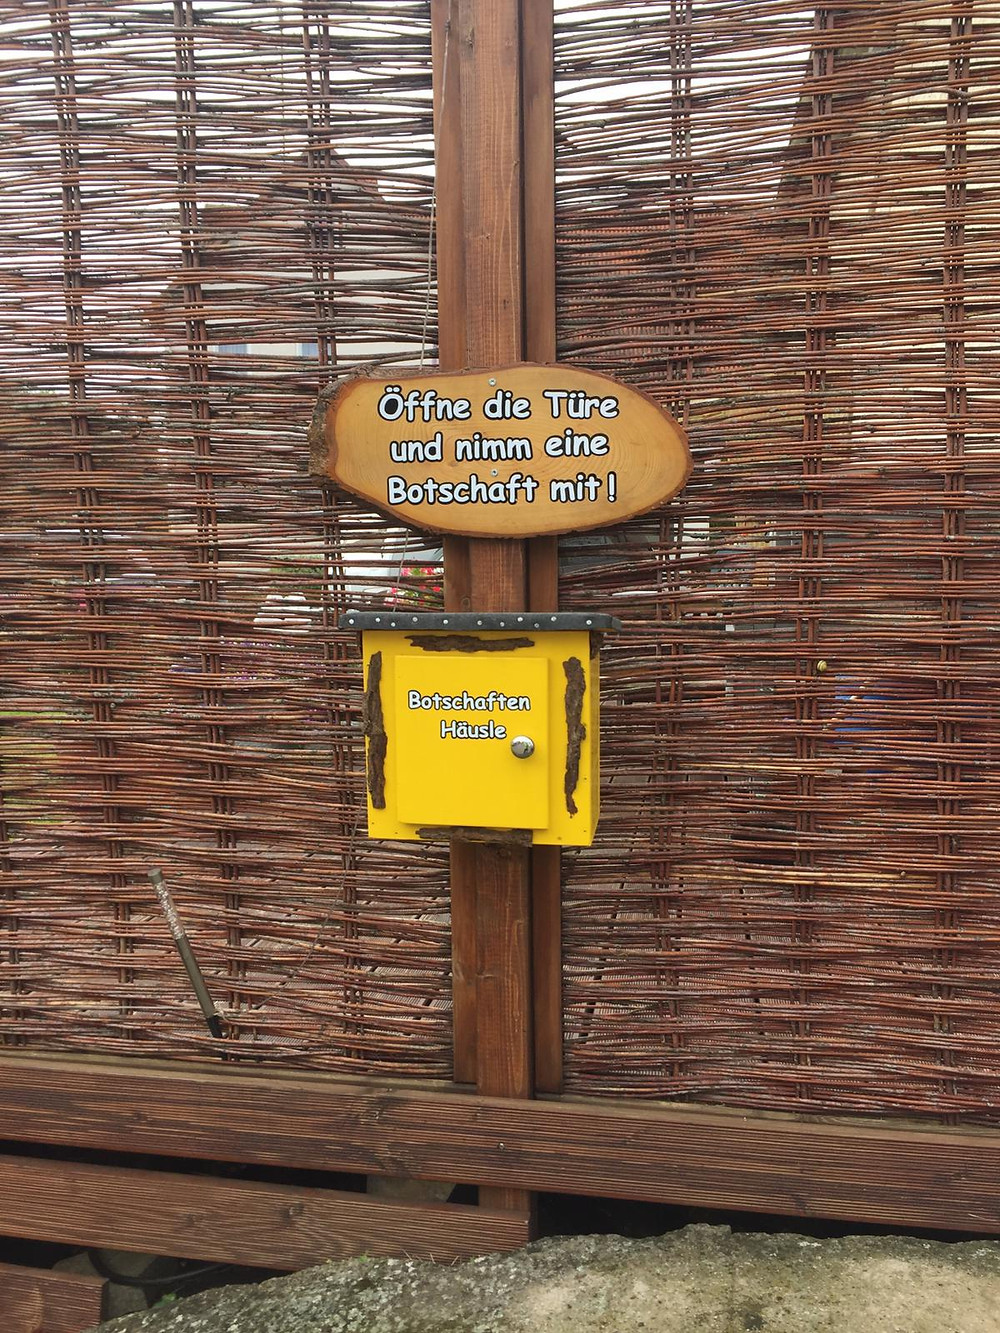 Öffne die Türe
und nimm eine
Botschaft mit!
Botschaften
Häusle